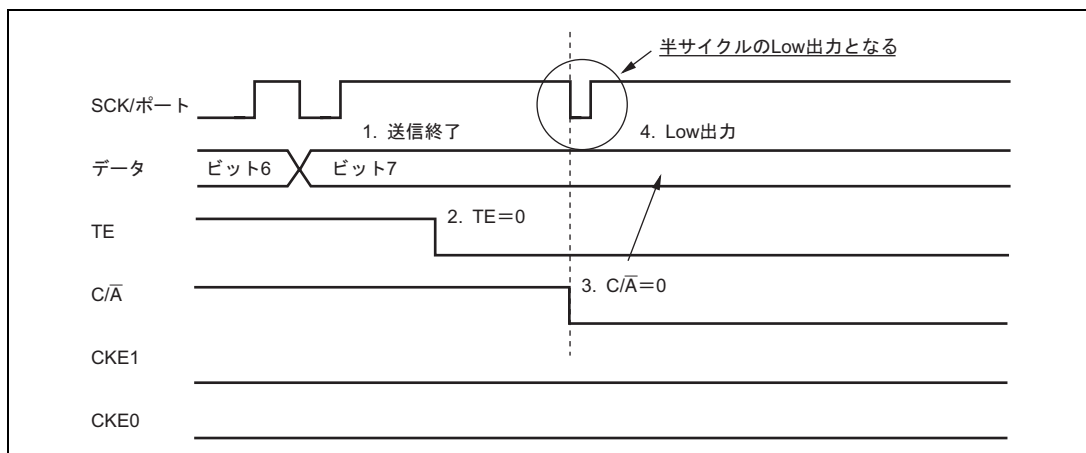 半サイクルのLow出力となる
SCK/ポート
1. 送信終了
4. Low出力
データ
ビット6
ビット7
TE
2. TE=0
C/A̅
3. C/A̅=0
CKE1
CKE0